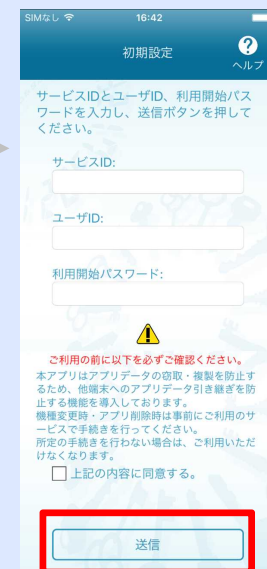 SIMなし 16:42
初期設定
?
ヘルプ
サービスIDとユーザID、利用開始パス
ワードを入力し、送信ボタンを押して
ください。
サービスID:
ユーザID:
利用開始パスワード:
ご利用の前に以下を必ずご確認ください。
本アプリはアプリデータの窃取・複製を防止す
るため、他端末へのアプリデータ引き継ぎを防
止する機能を導入しております。
機種変更時・アプリ削除時は事前にご利用のサ
ービスで手続きを行ってください。
所定の手続きを行わない場合は、ご利用いただ
けなくなります。
上記の内容に同意する。
送信